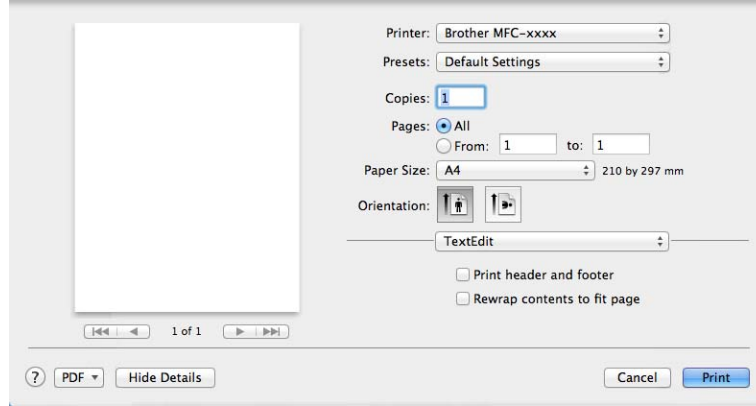 Printer: Brother MFC-xxxx
Presets: Default Settings
Copies: 1
Pages: All
From: 1 to: 1
Paper Size: A4 210 by 297 mm
Orientation:
TextEdit
Print header and footer
Rewrap contents to fit page
1 of 1
? PDF Hide Details Cancel Print